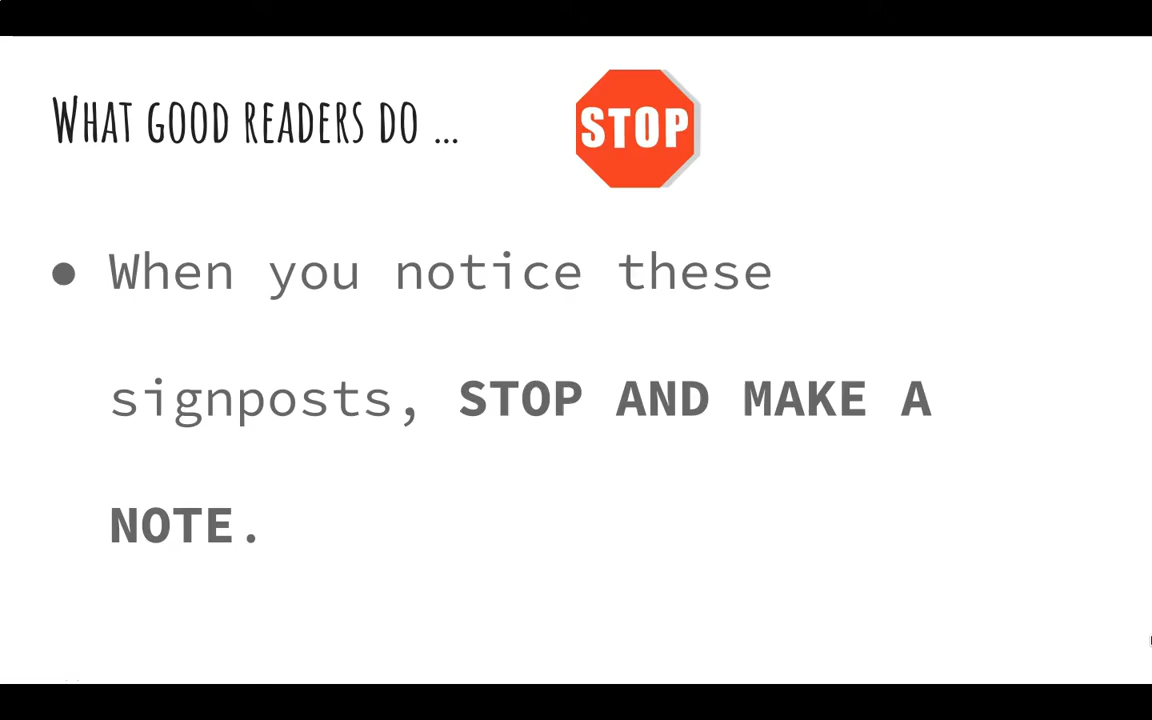 What good readers do …
STOP
● When you notice these
signposts, STOP AND MAKE A
NOTE.